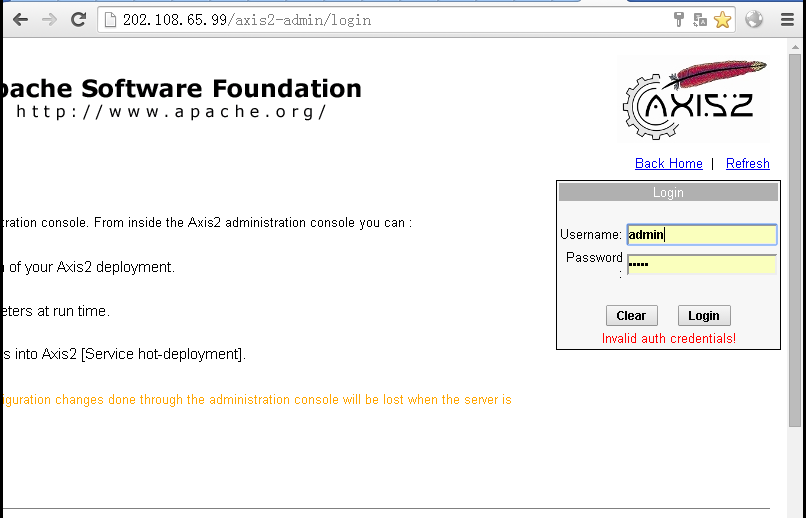 202.108.65.99/axis2-admin/login
pache Software Foundation
http://www.apache.org/
AXIS2
Back Home | Refresh
Login
tration console. From inside the Axis2 administration console you can :
Username: admin
n of your Axis2 deployment.
Password
: •••••
eters at run time.
Clear Login
Invalid auth credentials!
s into Axis2 [Service hot-deployment].
iguration changes done through the administration console will be lost when the server is